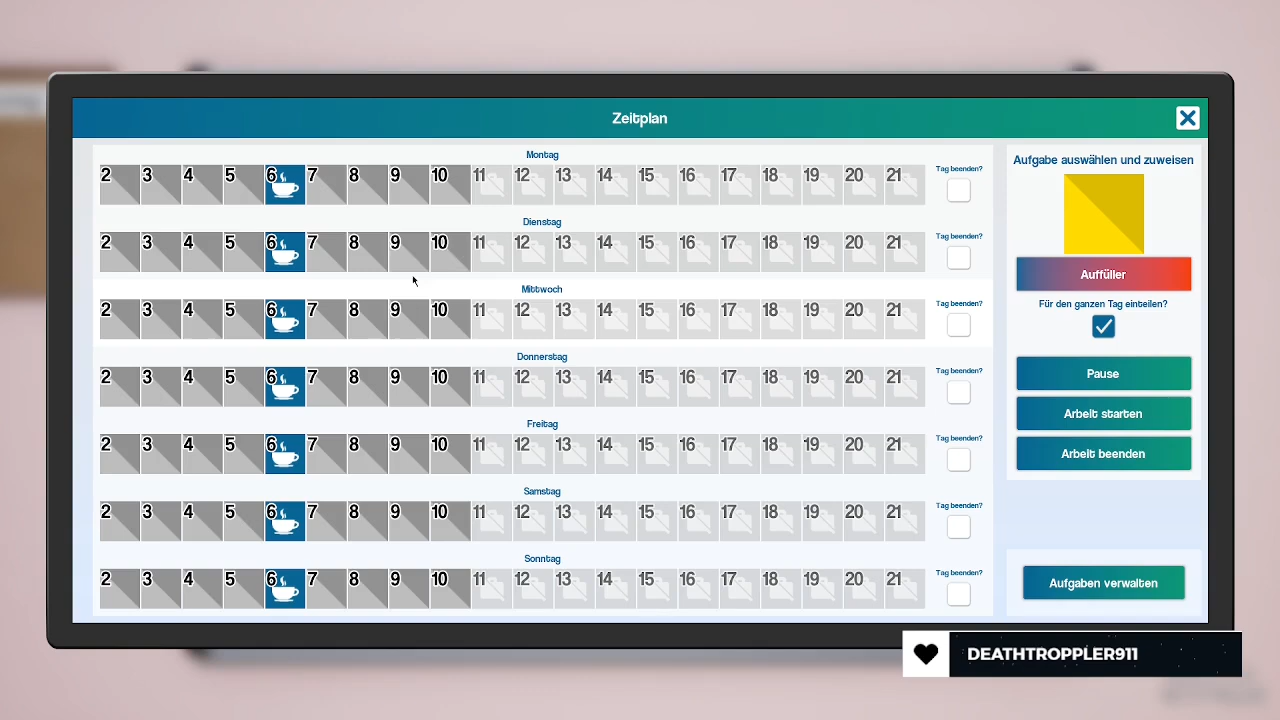 Zeitplan
Montag
2 3 4 5 6 7 8 9 10 11 12 13 14 15 16 17 18 19 20 21
Tag beenden?
Dienstag
2 3 4 5 6 7 8 9 10 11 12 13 14 15 16 17 18 19 20 21
Tag beenden?
Mittwoch
2 3 4 5 6 7 8 9 10 11 12 13 14 15 16 17 18 19 20 21
Tag beenden?
Donnerstag
2 3 4 5 6 7 8 9 10 11 12 13 14 15 16 17 18 19 20 21
Tag beenden?
Freitag
2 3 4 5 6 7 8 9 10 11 12 13 14 15 16 17 18 19 20 21
Tag beenden?
Samstag
2 3 4 5 6 7 8 9 10 11 12 13 14 15 16 17 18 19 20 21
Tag beenden?
Sonntag
2 3 4 5 6 7 8 9 10 11 12 13 14 15 16 17 18 19 20 21
Tag beenden?
Aufgabe auswählen und zuweisen
Auffüller
Für den ganzen Tag einteilen?
Pause
Arbeit starten
Arbeit beenden
Aufgaben verwalten
DEATHTROPPLER911